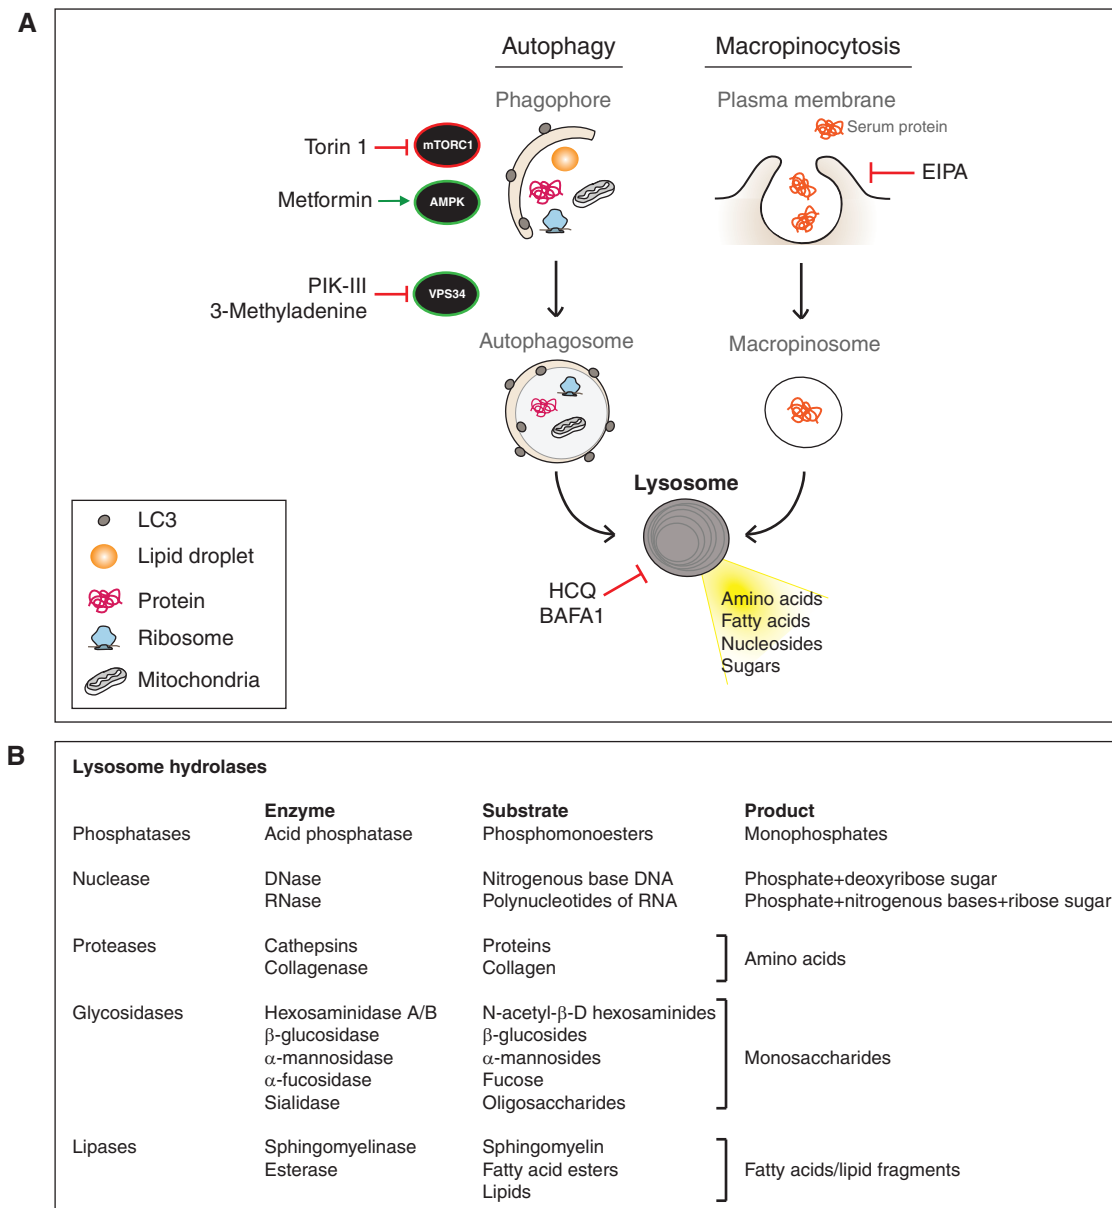 A
Autophagy
Macropinocytosis
Phagophore
Plasma membrane
Serum protein
Torin 1
mTORC1
EIPA
Metformin
AMPK
PIK-III
3-Methyladenine
VPS34
Autophagosome
Macropinosome
Lysosome
LC3
Lipid droplet
Protein
Ribosome
Mitochondria
HCQ
BAFA1
Amino acids
Fatty acids
Nucleosides
Sugars
B
Lysosome hydrolases
Enzyme Substrate Product
Phosphatases Acid phosphatase Phosphomonoesters Monophosphates
Nuclease DNase Nitrogenous base DNA Phosphate+deoxyribose sugar
RNase Polynucleotides of RNA Phosphate+nitrogenous bases+ribose sugar
Proteases Cathepsins Proteins
Collagenase Collagen
Amino acids
Glycosidases Hexosaminidase A/B N-acetyl-β-D hexosaminides
β-glucosidase β-glucosides
α-mannosidase α-mannosides Monosaccharides
α-fucosidase Fucose
Sialidase Oligosaccharides
Lipases Sphingomyelinase Sphingomyelin
Esterase Fatty acid esters Fatty acids/lipid fragments
Lipids